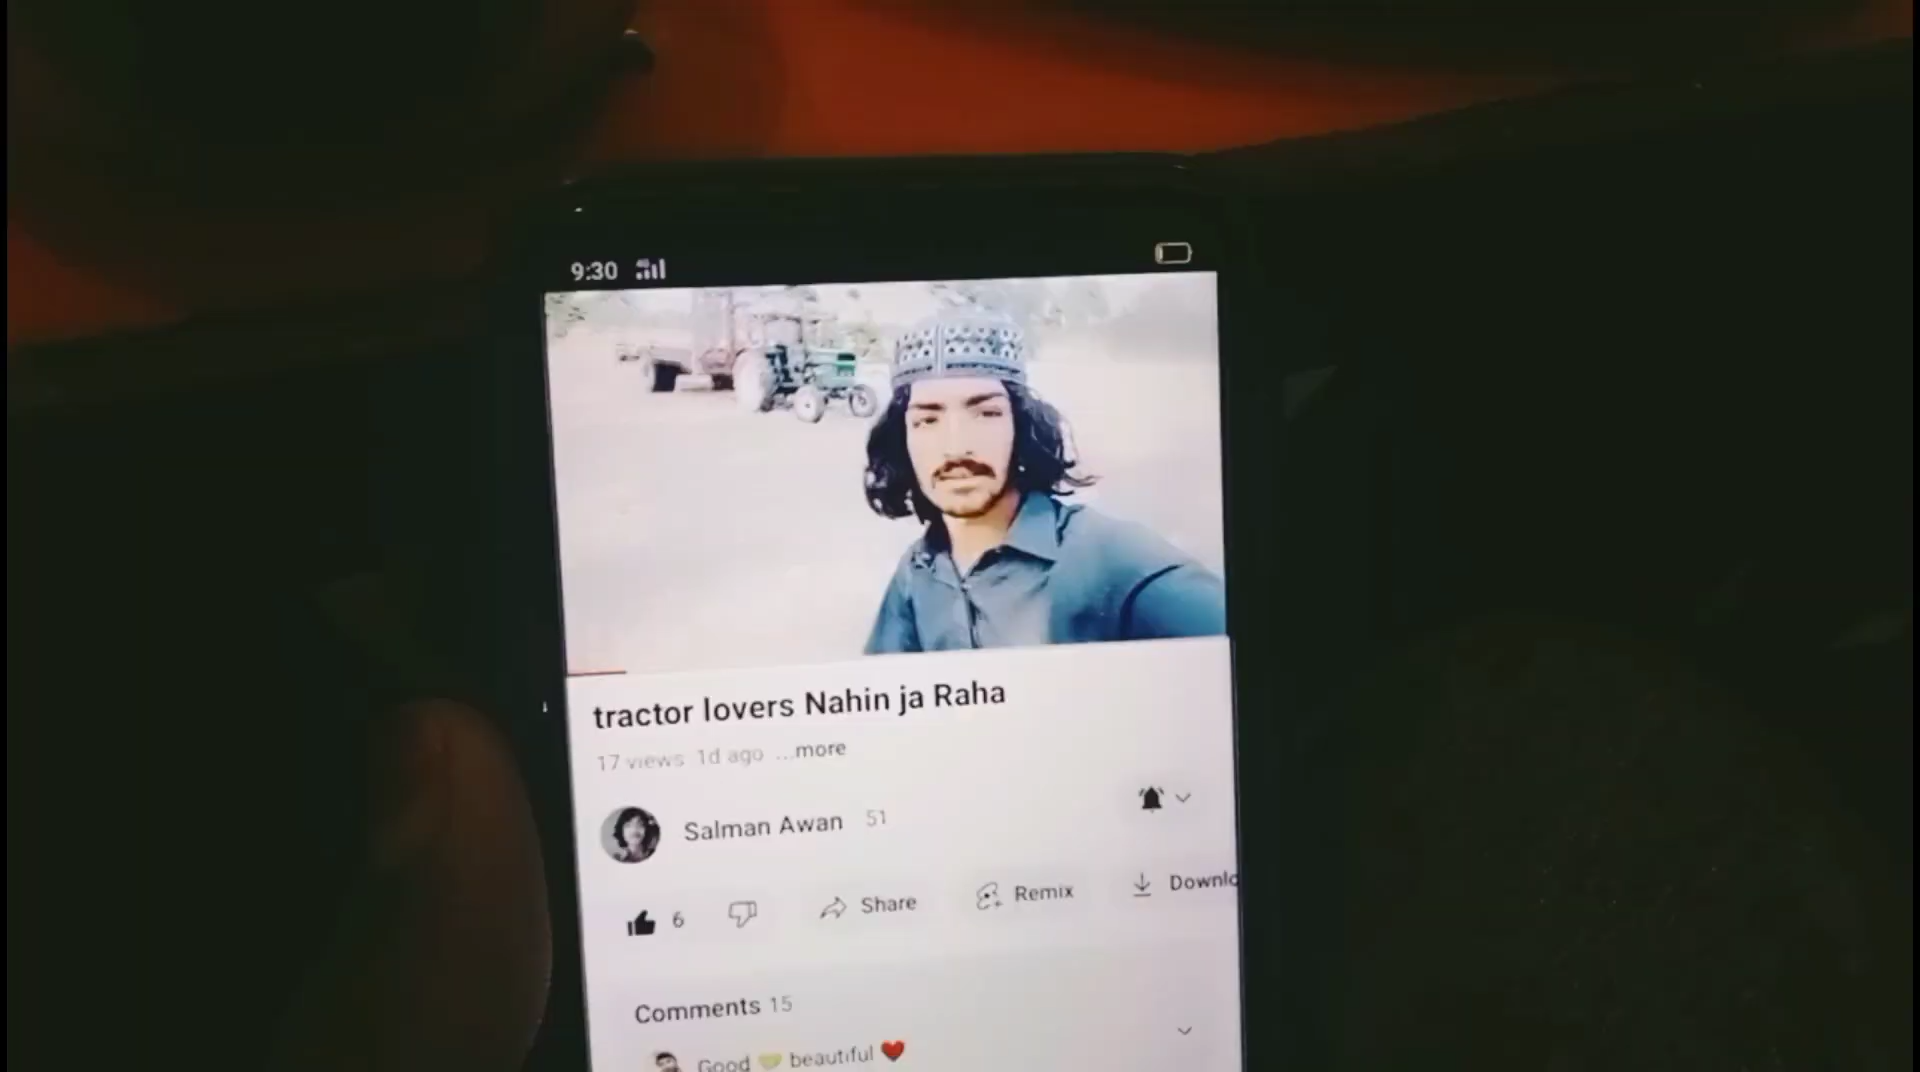 9:30 4G
tractor lovers Nahin ja Raha
17 views 1d ago ...more
Salman Awan 51
6 Share Remix Downlo
Comments 15
Good beautiful